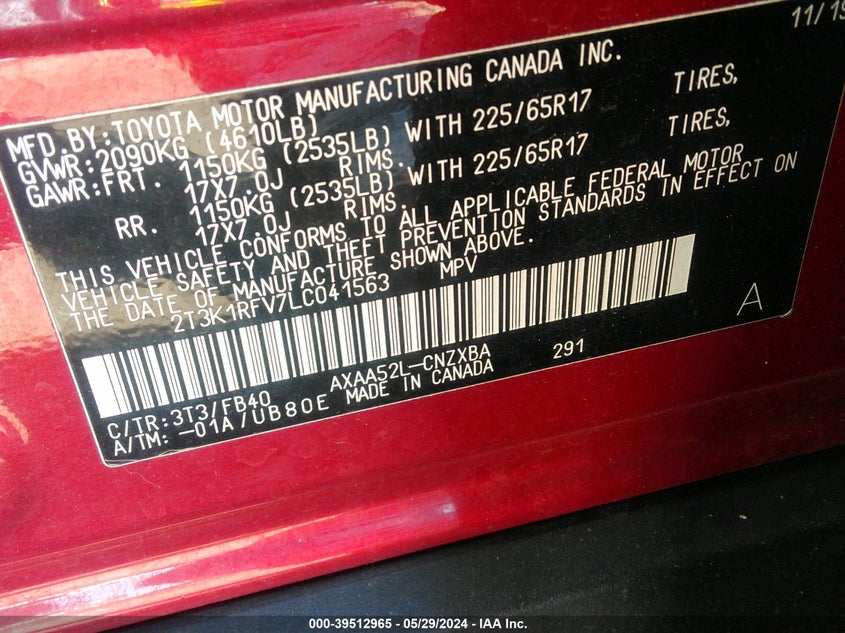 11/19
MFD.BY:TOYOTA MOTOR MANUFACTURING CANADA INC.
GVWR:2090KG (4610LB)
GAWR:FRT. 1150KG (2535LB) WITH 225/65R17 TIRES,
17X7.0J RIMS.
RR. 1150KG (2535LB) WITH 225/65R17 TIRES,
17X7.0J RIMS.
THIS VEHICLE CONFORMS TO ALL APPLICABLE FEDERAL MOTOR
VEHICLE SAFETY AND THEFT PREVENTION STANDARDS IN EFFECT ON
THE DATE OF MANUFACTURE SHOWN ABOVE.
2T3K1RFV7LC041563 MPV
A
AXAA52L-CNZXBA 291
C/TR:3T3/FB40 MADE IN CANADA
A/TM:-01A/UB80E
000-39512965 - 05/29/2024 - IAA Inc.